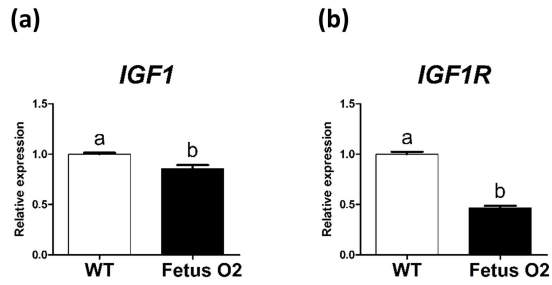 (a)
IGF1
Relative expression
1.5
1.0
0.5
0.0
a
b
WT
Fetus O2
(b)
IGF1R
Relative expression
1.5
1.0
0.5
0.0
a
b
WT
Fetus O2